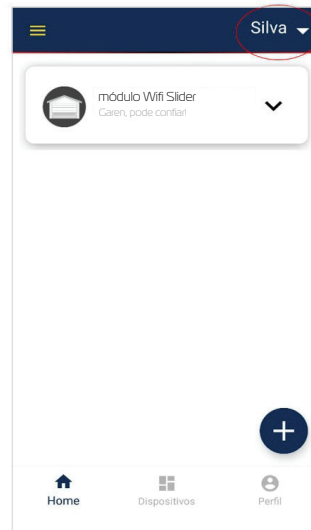 Silva
módulo Wifi Slider
Garen, pode confiar!
Home
Dispositivos
Perfil